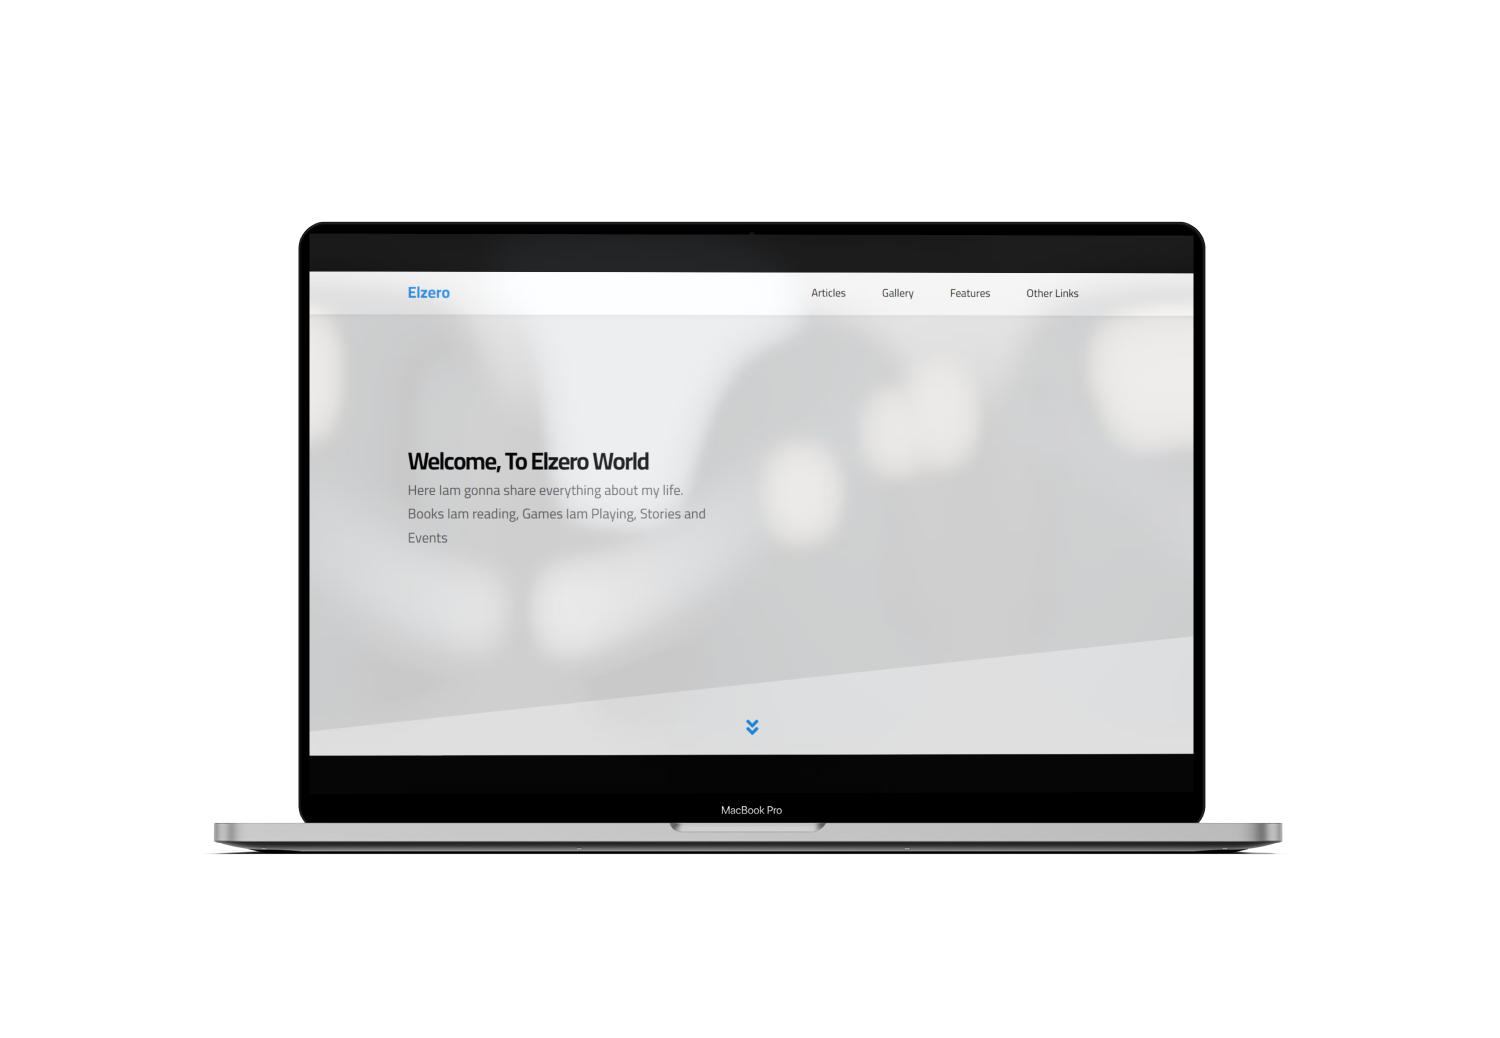 Elzero
Articles Gallery Features Other Links
Welcome, To Elzero World
Here Iam gonna share everything about my life.
Books Iam reading, Games Iam Playing, Stories and
Events
MacBook Pro